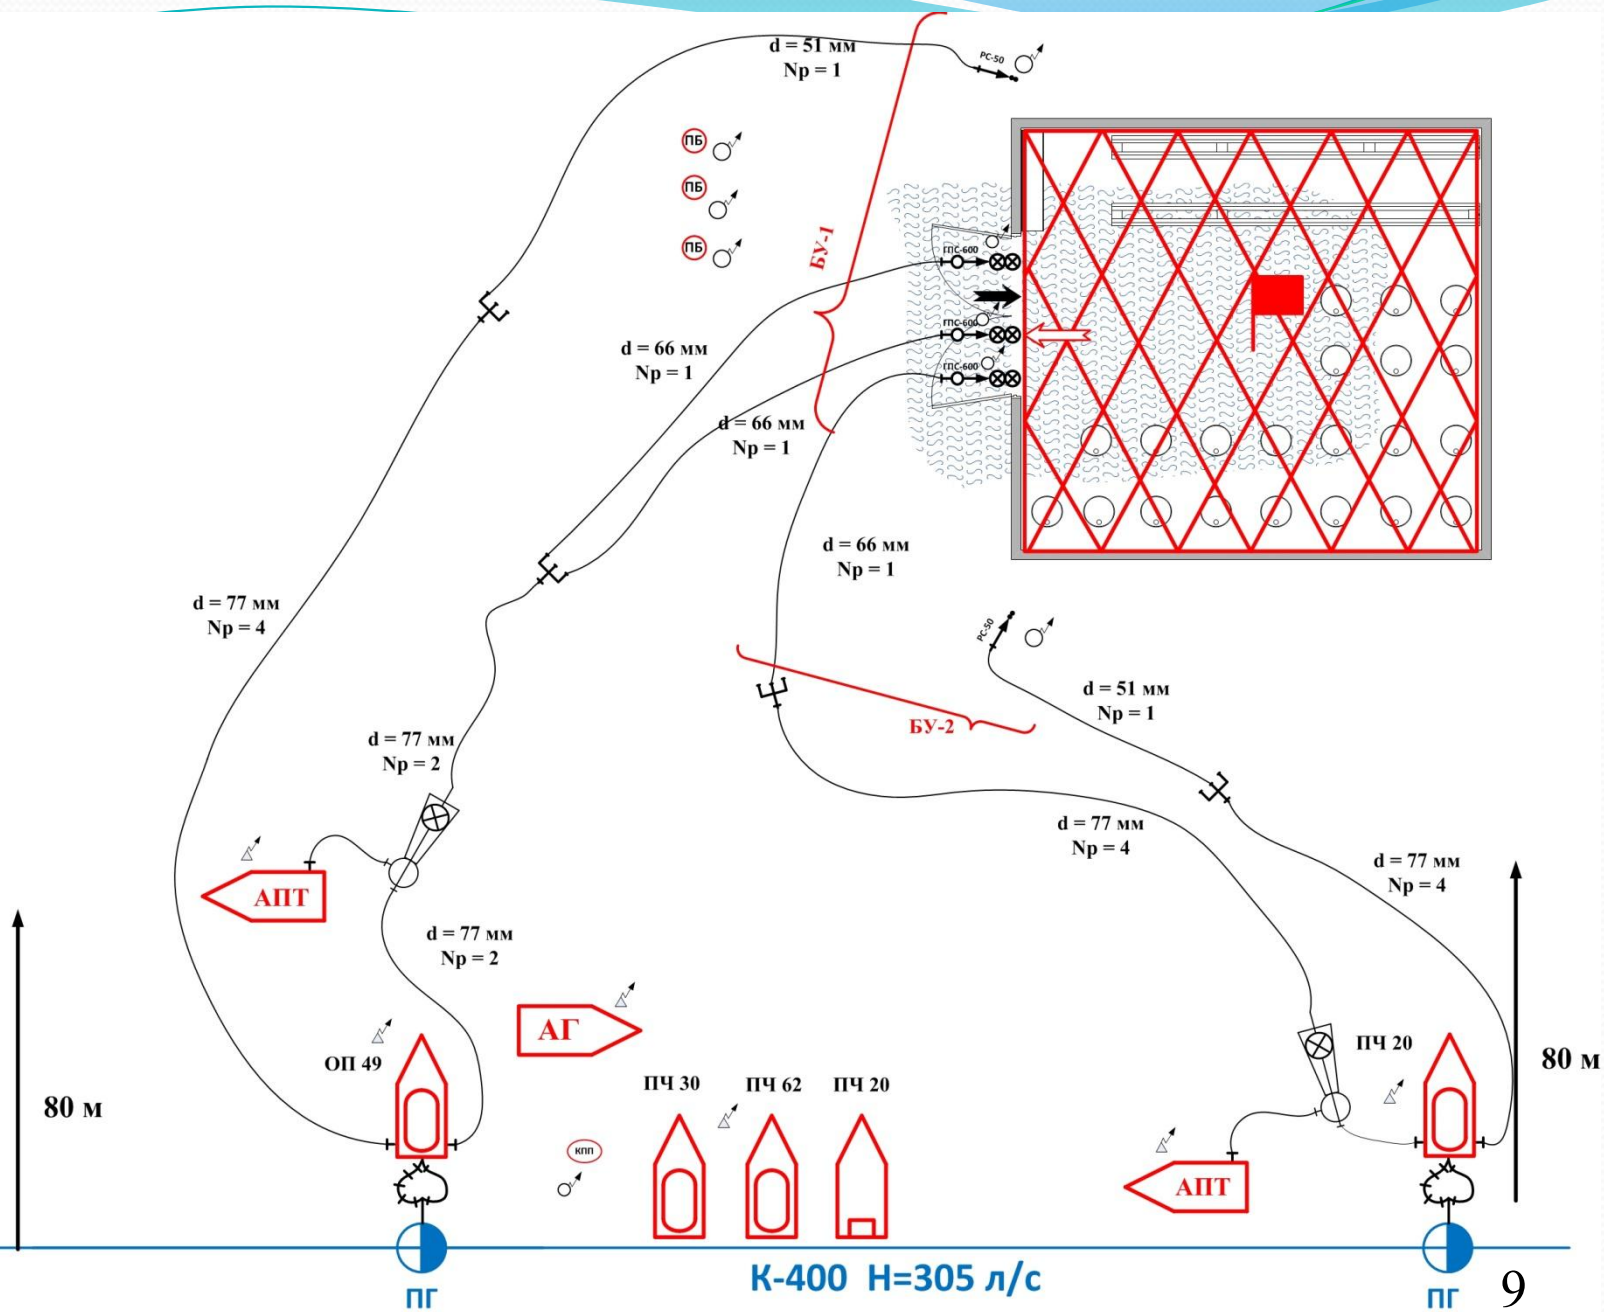 d = 51 мм
Np = 1
РС-50
ПБ
ПБ
ПБ
БУ-1
ГПС-600
ГПС-600
ГПС-600
d = 66 мм
Np = 1
d = 66 мм
Np = 1
d = 66 мм
Np = 1
d = 77 мм
Np = 4
РС-50
d = 51 мм
Np = 1
БУ-2
d = 77 мм
Np = 2
d = 77 мм
Np = 4
d = 77 мм
Np = 4
АПТ
d = 77 мм
Np = 2
АГ
ОП 49
ПЧ 20
80 м
80 м
ПЧ 30
ПЧ 62
ПЧ 20
КПП
АПТ
К-400 Н=305 л/с
ПГ
ПГ
9